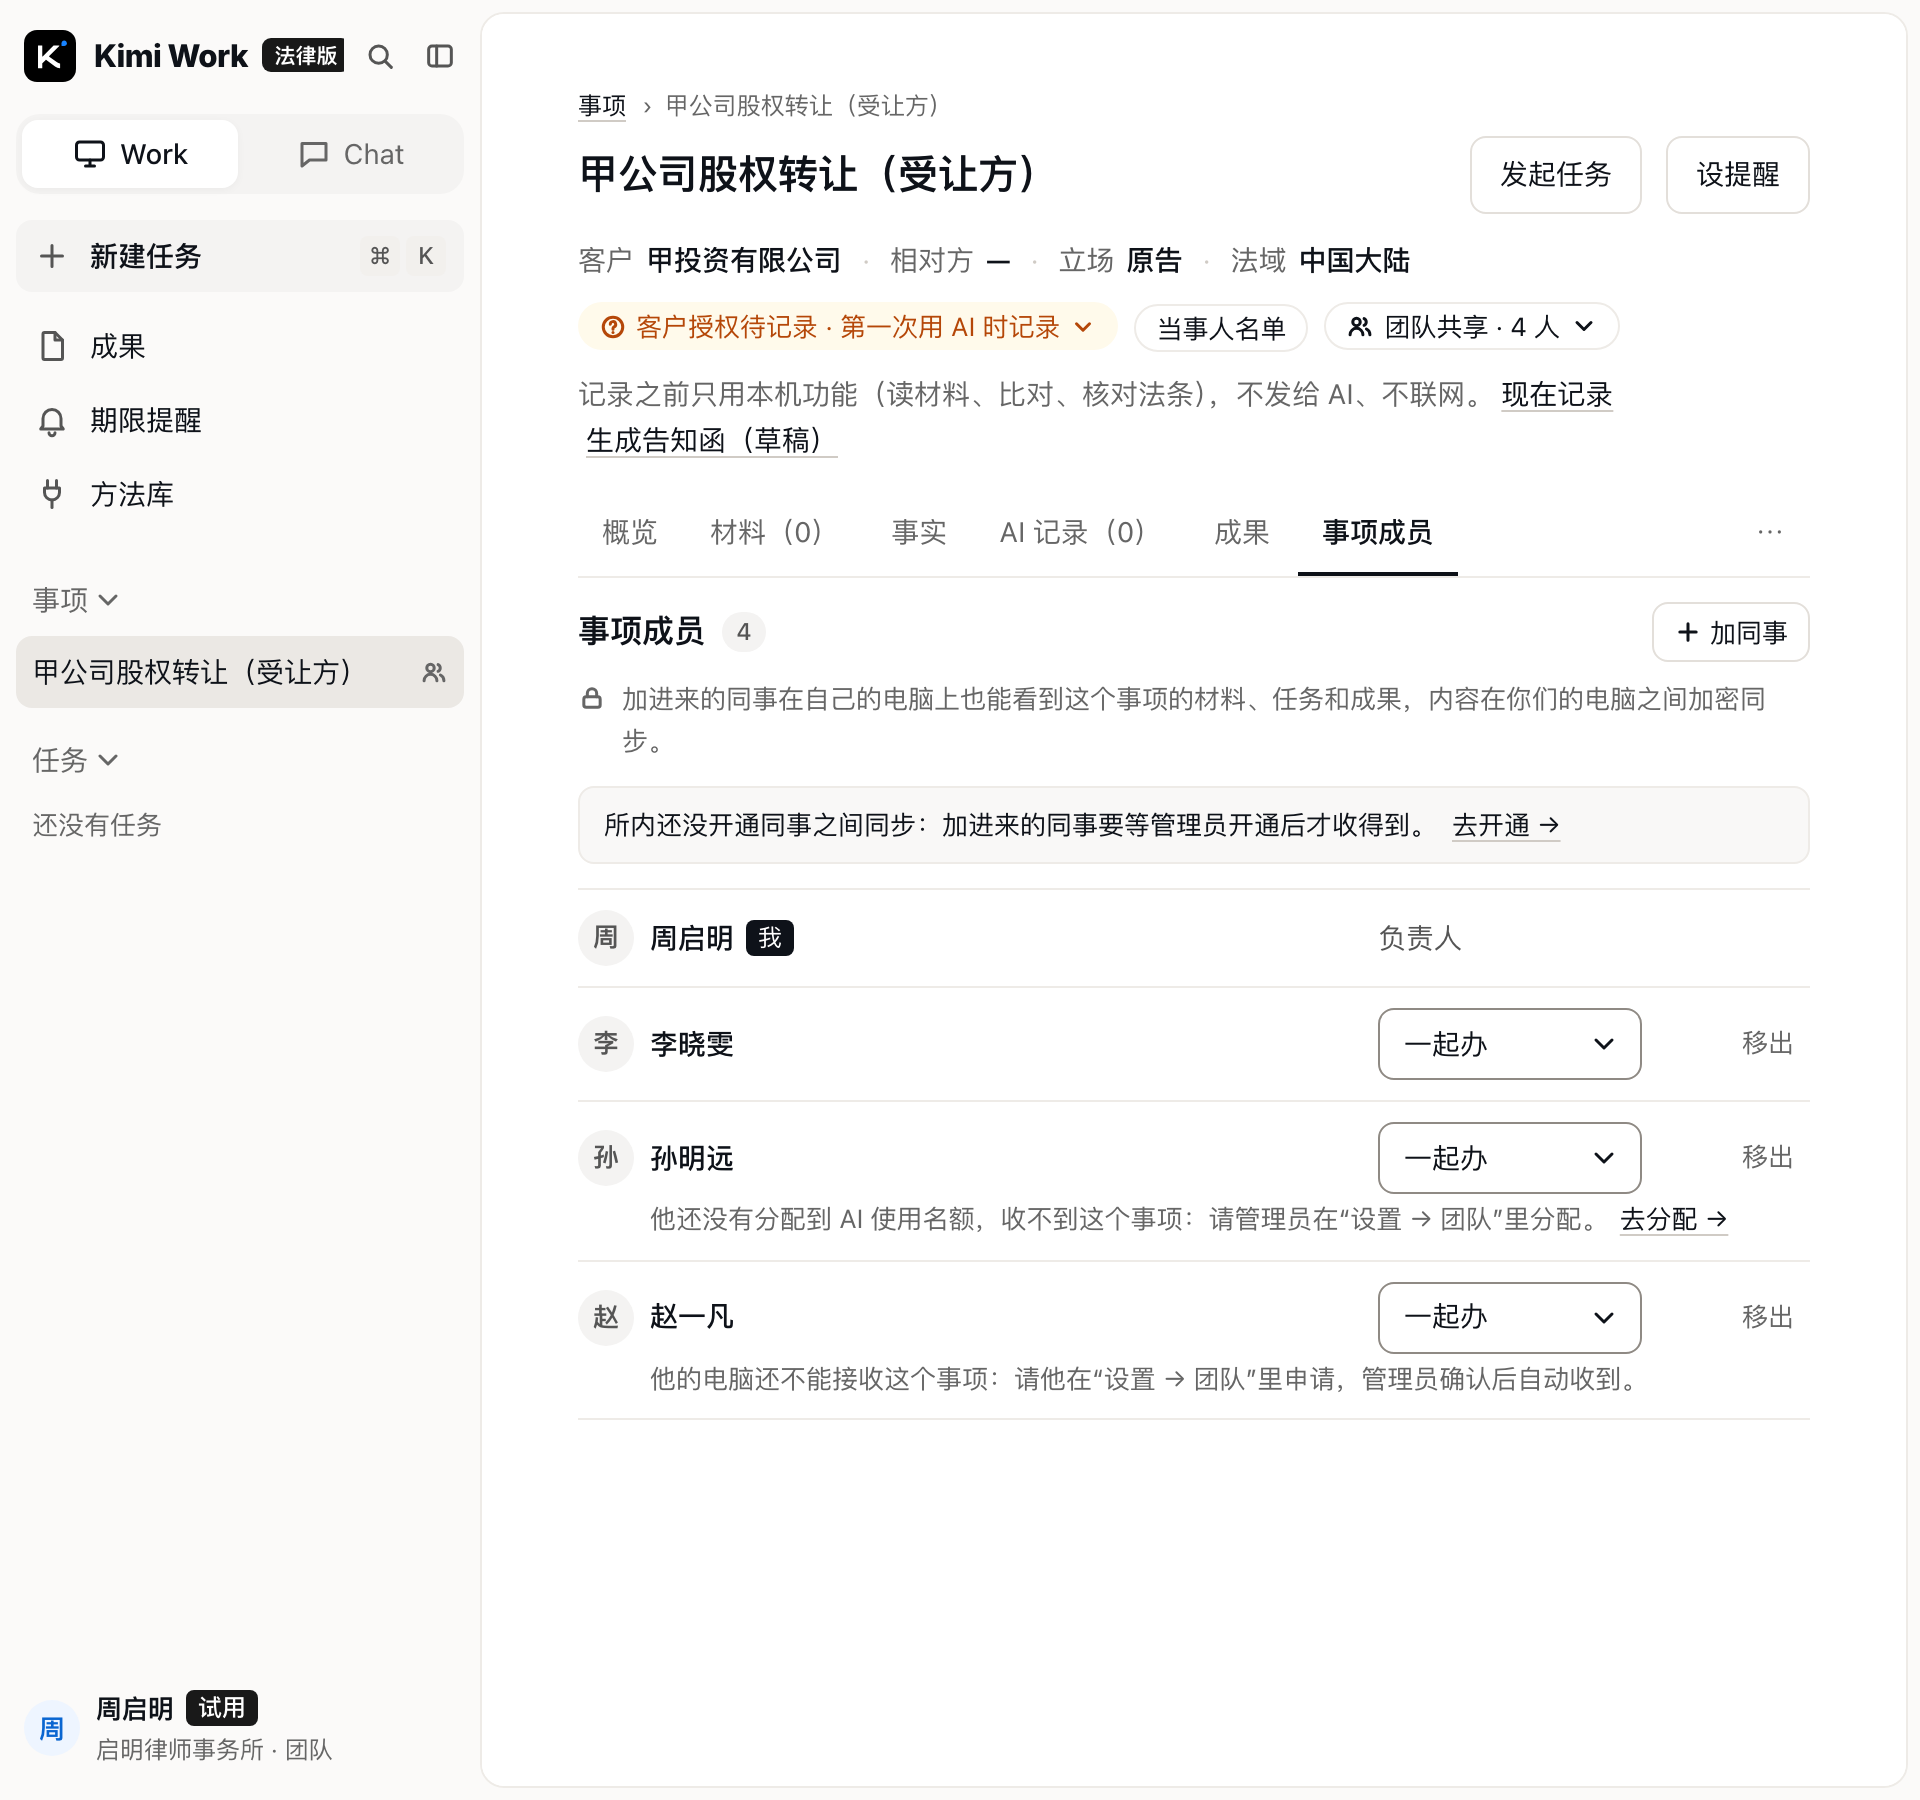 Kimi Work 法律版
Work
Chat
新建任务 ⌘ K
成果
期限提醒
方法库
事项
甲公司股权转让（受让方）
任务
还没有任务
周启明 试用
启明律师事务所 · 团队
事项 › 甲公司股权转让（受让方）
甲公司股权转让（受让方）
发起任务
设提醒
客户 甲投资有限公司 · 相对方 — · 立场 原告 · 法域 中国大陆
客户授权待记录 · 第一次用 AI 时记录
当事人名单
团队共享 · 4 人
记录之前只用本机功能（读材料、比对、核对法条），不发给 AI、不联网。 现在记录
生成告知函（草稿）
概览 材料（0） 事实 AI 记录（0） 成果 事项成员 ···
事项成员 4
+ 加同事
加进来的同事在自己的电脑上也能看到这个事项的材料、任务和成果，内容在你们的电脑之间加密同
步。
所内还没开通同事之间同步：加进来的同事要等管理员开通后才收得到。 去开通 →
周 周启明 我 负责人
李 李晓雯 一起办 移出
孙 孙明远 一起办 移出
他还没有分配到 AI 使用名额，收不到这个事项：请管理员在“设置 → 团队”里分配。 去分配 →
赵 赵一凡 一起办 移出
他的电脑还不能接收这个事项：请他在“设置 → 团队”里申请，管理员确认后自动收到。